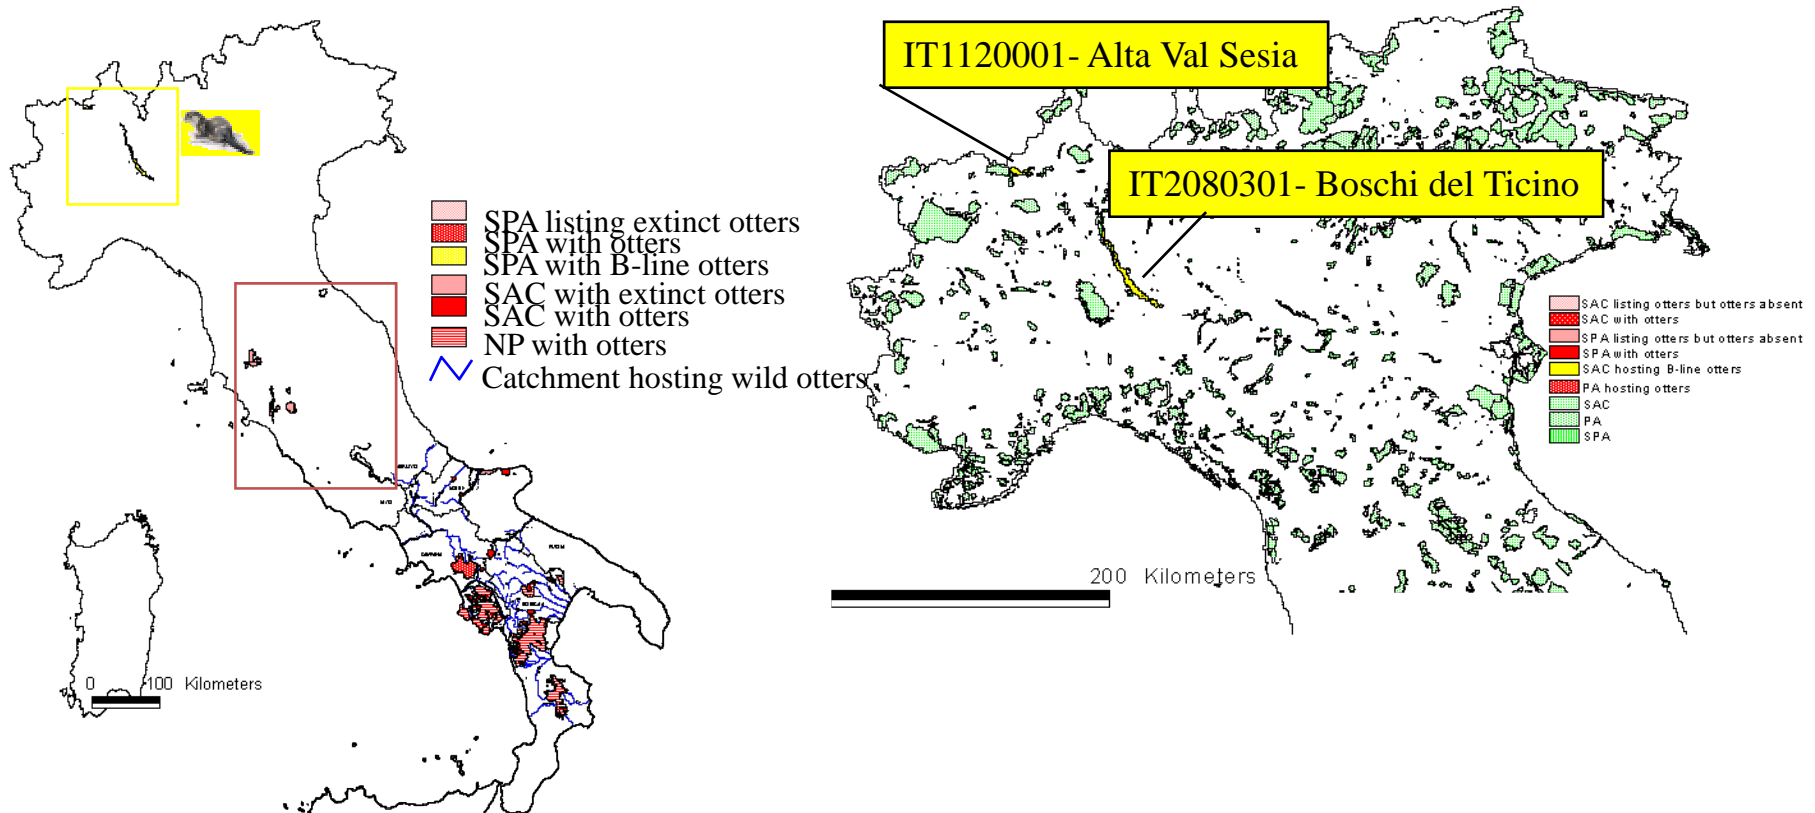 SPA listing extinct otters
SPA with otters
SPA with B-line otters
SAC with extinct otters
SAC with otters
NP with otters
Catchment hosting wild otters
0 100 Kilometers
IT1120001- Alta Val Sesia
IT2080301- Boschi del Ticino
200 Kilometers
SAC listing otters but otters absent
SAC with otters
SPA listing otters but otters absent
SPA with otters
SAC hosting B-line otters
PA hosting otters
SAC
PA
SPA